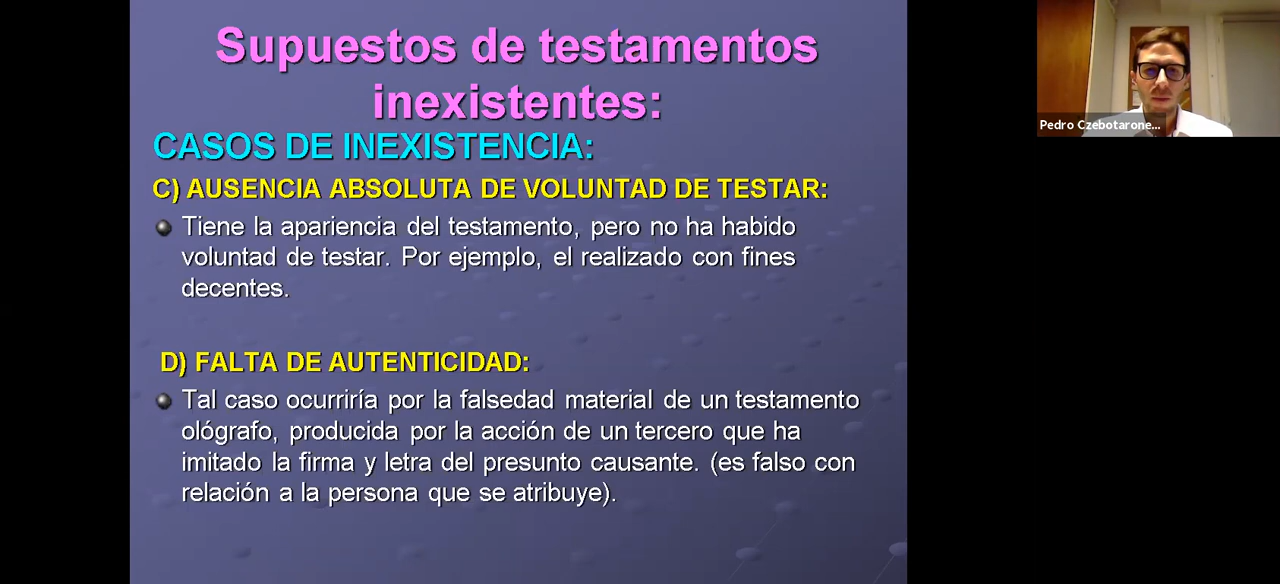 Supuestos de testamentos
inexistentes:
CASOS DE INEXISTENCIA:
C) AUSENCIA ABSOLUTA DE VOLUNTAD DE TESTAR:
Tiene la apariencia del testamento, pero no ha habido
voluntad de testar. Por ejemplo, el realizado con fines
decentes.
D) FALTA DE AUTENTICIDAD:
Tal caso ocurriría por la falsedad material de un testamento
ológrafo, producida por la acción de un tercero que ha
imitado la firma y letra del presunto causante. (es falso con
relación a la persona que se atribuye).
Pedro Czebotarone...